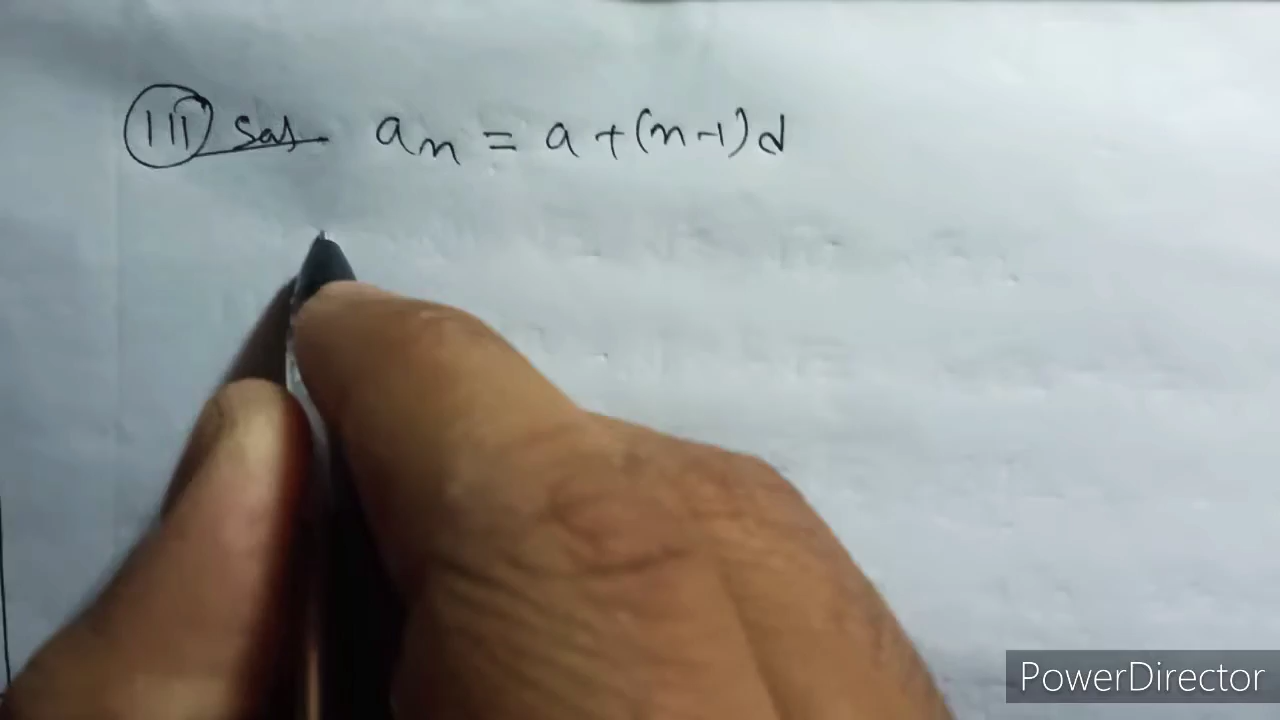 (iii) Sol aₙ = a + (n-1)d
PowerDirector